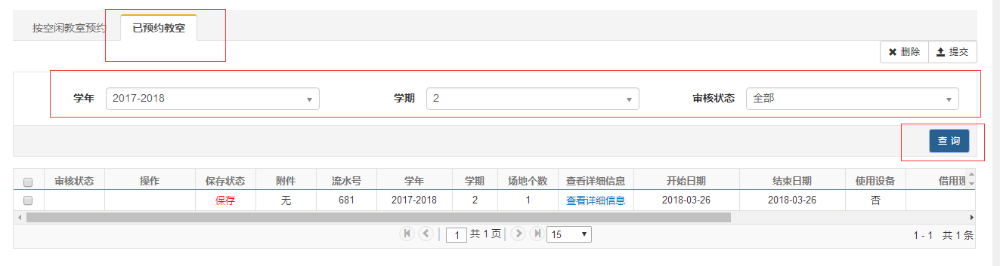 按空闲教室预约 已预约教室
删除 提交
学年 2017-2018 学期 2 审核状态 全部
查 询
审核状态 操作 保存状态 附件 流水号 学年 学期 场地个数 查看详细信息 开始日期 结束日期 使用设备 借用理
保存 无 681 2017-2018 2 1 查看详细信息 2018-03-26 2018-03-26 否
1 共 1 页 15 1 - 1 共 1 条